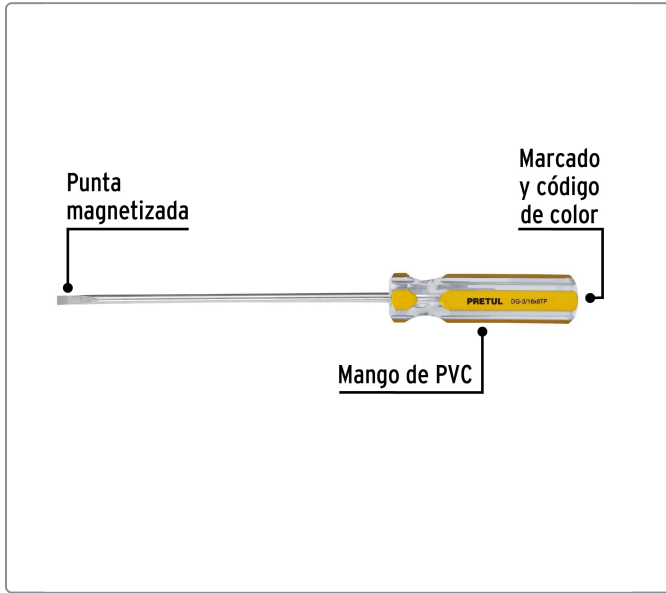 Punta
magnetizada
Marcado
y código
de color
PRETUL DG-3/16x6TP
Mango de PVC